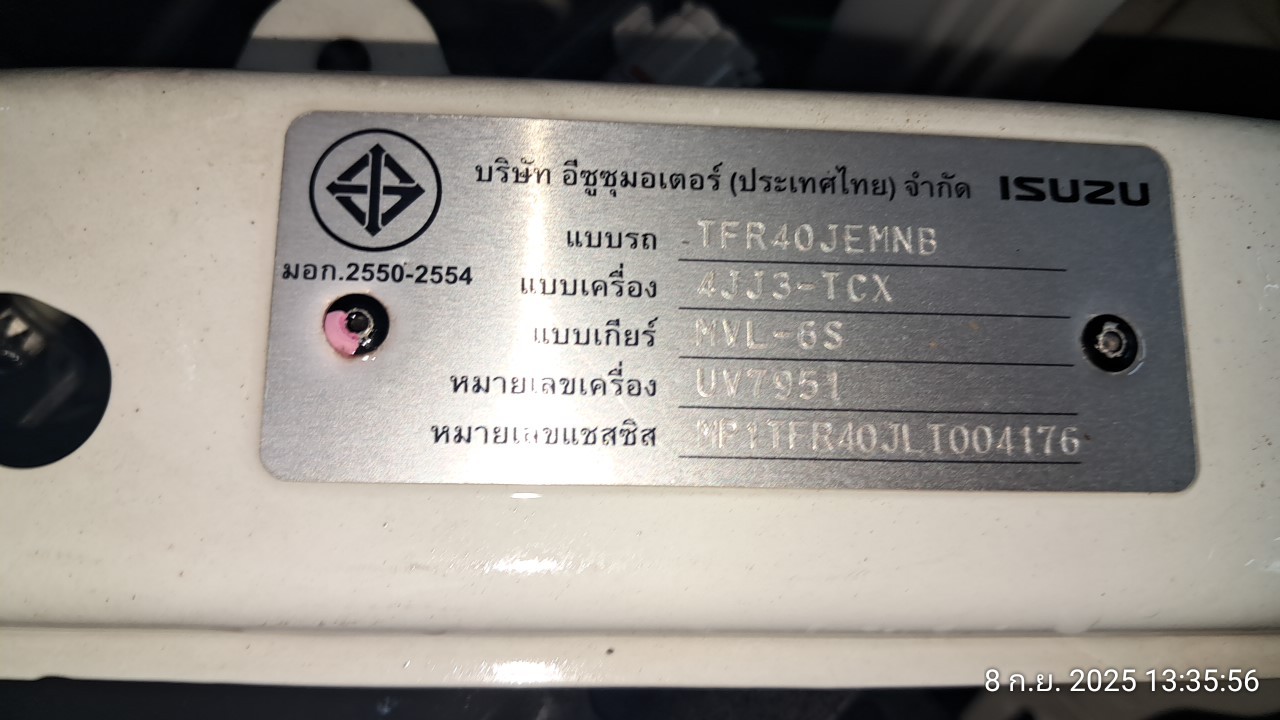 บริษัท อีซูซุมอเตอร์ (ประเทศไทย) จำกัด ISUZU
มอก.2550-2554
แบบรถ TFR40JEMNB
แบบเครื่อง 4JJ3-TCX
แบบเกียร์ MVL-6S
หมายเลขเครื่อง UV7951
หมายเลขแชสซิส MP1TFR40JLT004176
8 ก.ย. 2025 13:35:56